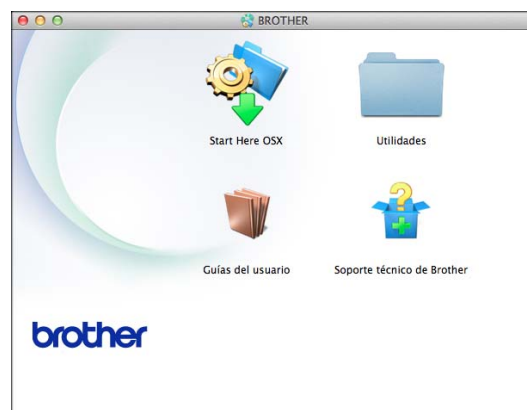 BROTHER
Start Here OSX
Utilidades
Guías del usuario
Soporte técnico de Brother
brother